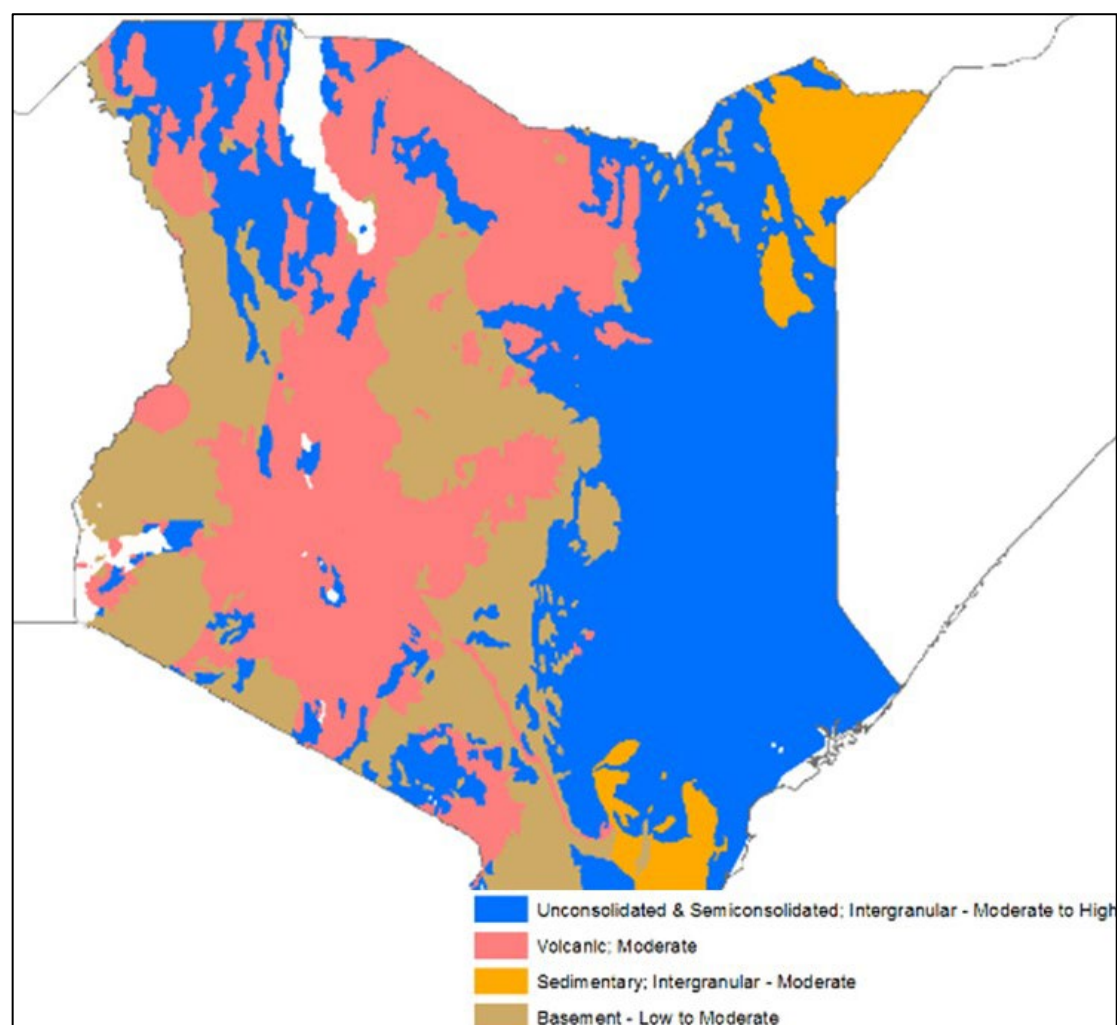 Unconsolidated & Semiconsolidated; Intergranular - Moderate to High
Volcanic; Moderate
Sedimentary; Intergranular - Moderate
Basement - Low to Moderate